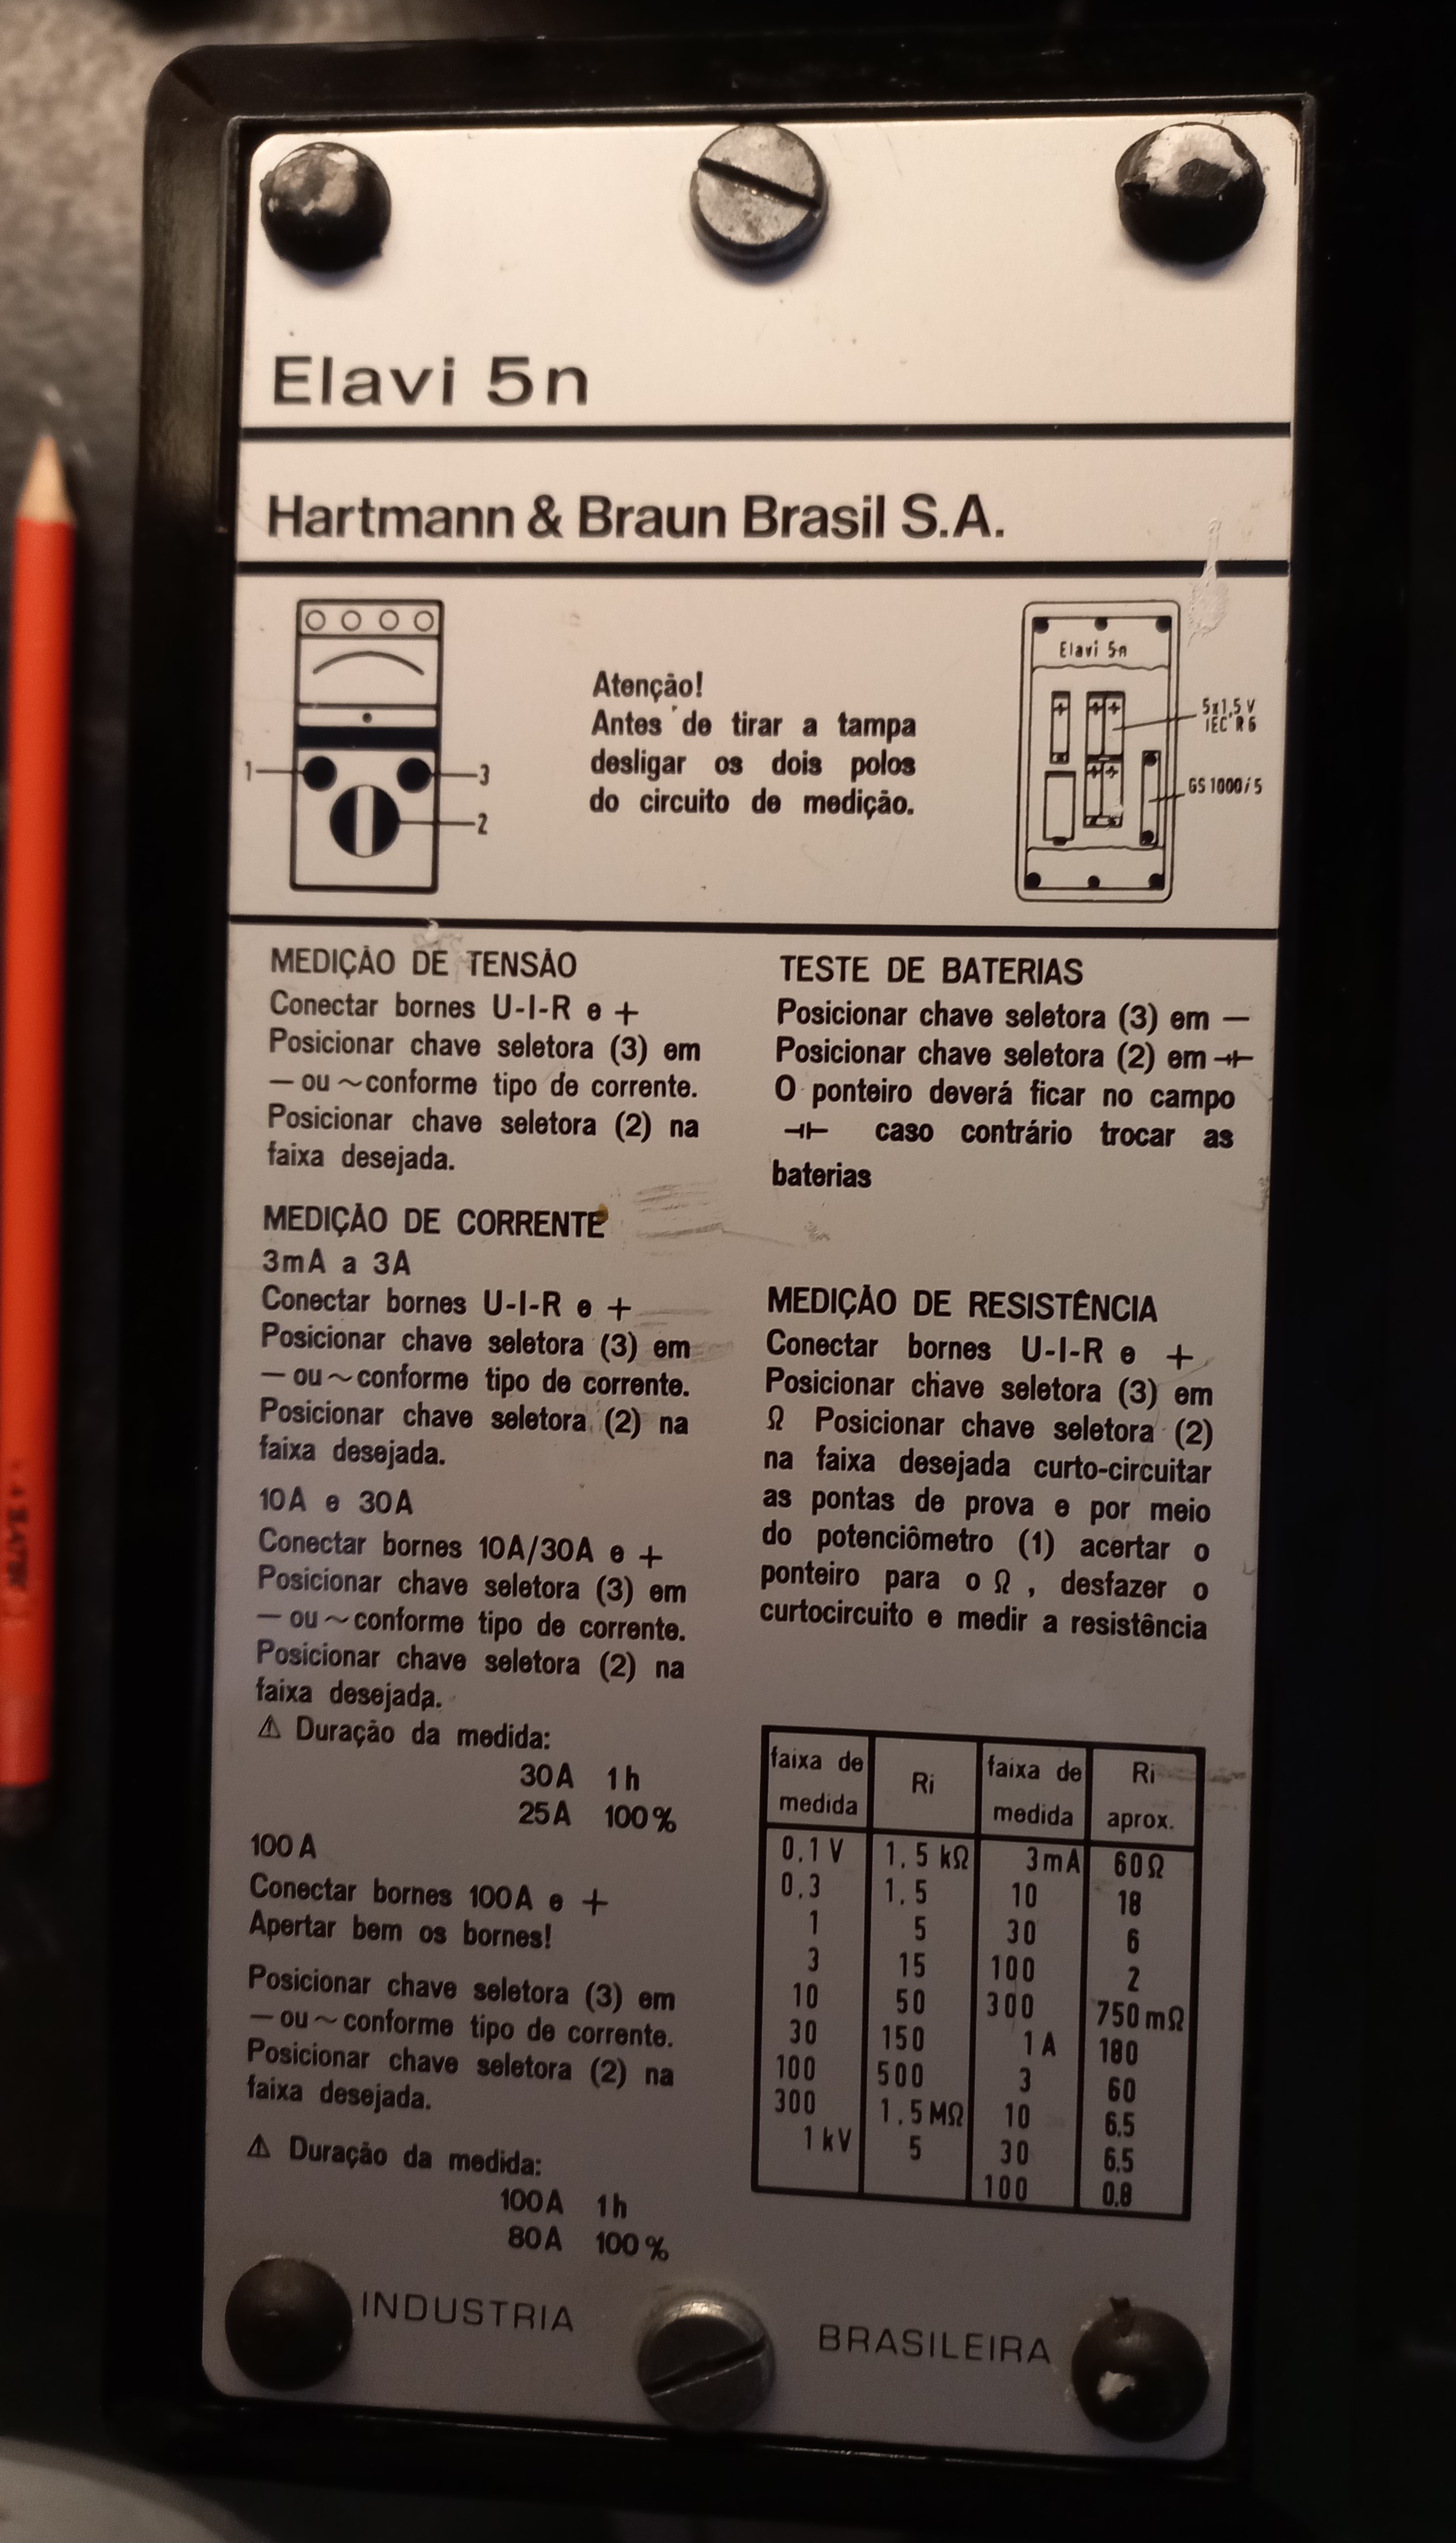 Elavi 5n
Hartmann & Braun Brasil S.A.
1
3
2
Atenção!
Antes de tirar a tampa
desligar os dois polos
do circuito de medição.
Elavi 5n
5x1,5 V
IEC R6
GS 1000/5
MEDIÇÃO DE TENSÃO
Conectar bornes U-I-R e +
Posicionar chave seletora (3) em
— ou ~ conforme tipo de corrente.
Posicionar chave seletora (2) na
faixa desejada.
MEDIÇÃO DE CORRENTE
3mA a 3A
Conectar bornes U-I-R e +
Posicionar chave seletora (3) em
— ou ~ conforme tipo de corrente.
Posicionar chave seletora (2) na
faixa desejada.
10A e 30A
Conectar bornes 10A/30A e +
Posicionar chave seletora (3) em
— ou ~ conforme tipo de corrente.
Posicionar chave seletora (2) na
faixa desejada.
⚠ Duração da medida:
30A 1h
25A 100%
100A
Conectar bornes 100A e +
Apertar bem os bornes!
Posicionar chave seletora (3) em
— ou ~ conforme tipo de corrente.
Posicionar chave seletora (2) na
faixa desejada.
⚠ Duração da medida:
100A 1h
80A 100%
TESTE DE BATERIAS
Posicionar chave seletora (3) em —
Posicionar chave seletora (2) em ⊣⊢
O ponteiro deverá ficar no campo
⊣⊢ caso contrário trocar as
baterias
MEDIÇÃO DE RESISTÊNCIA
Conectar bornes U-I-R e +
Posicionar chave seletora (3) em
Ω Posicionar chave seletora (2)
na faixa desejada curto-circuitar
as pontas de prova e por meio
do potenciômetro (1) acertar o
ponteiro para o Ω , desfazer o
curtocircuito e medir a resistência
faixa de medida Ri faixa de medida Ri aprox.
0.1 V 1.5 kΩ 3mA 60Ω
0.3 1.5 10 18
1 5 30 6
3 15 100 2
10 50 300 750 mΩ
30 150 1 A 180
100 500 3 60
300 1.5 MΩ 10 6.5
1 kV 5 30 6.5
100 0.8
INDUSTRIA BRASILEIRA